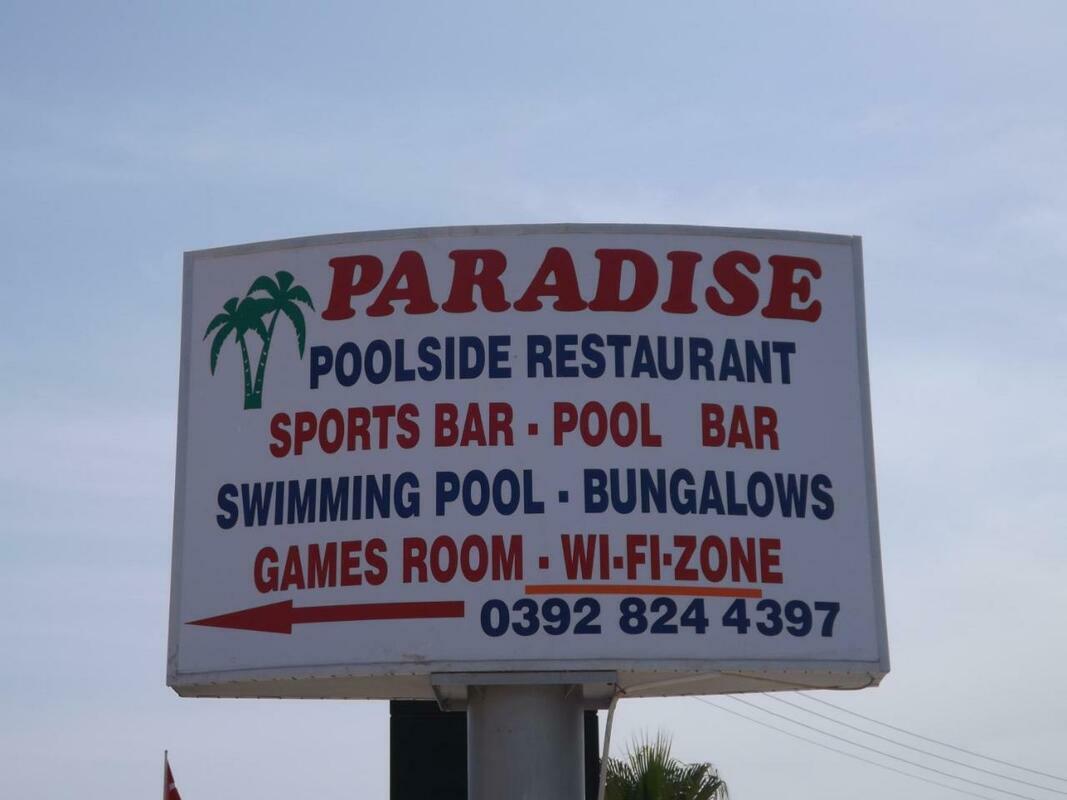 PARADISE
POOLSIDE RESTAURANT
SPORTS BAR - POOL BAR
SWIMMING POOL - BUNGALOWS
GAMES ROOM - WI-FI-ZONE
0392 824 4397